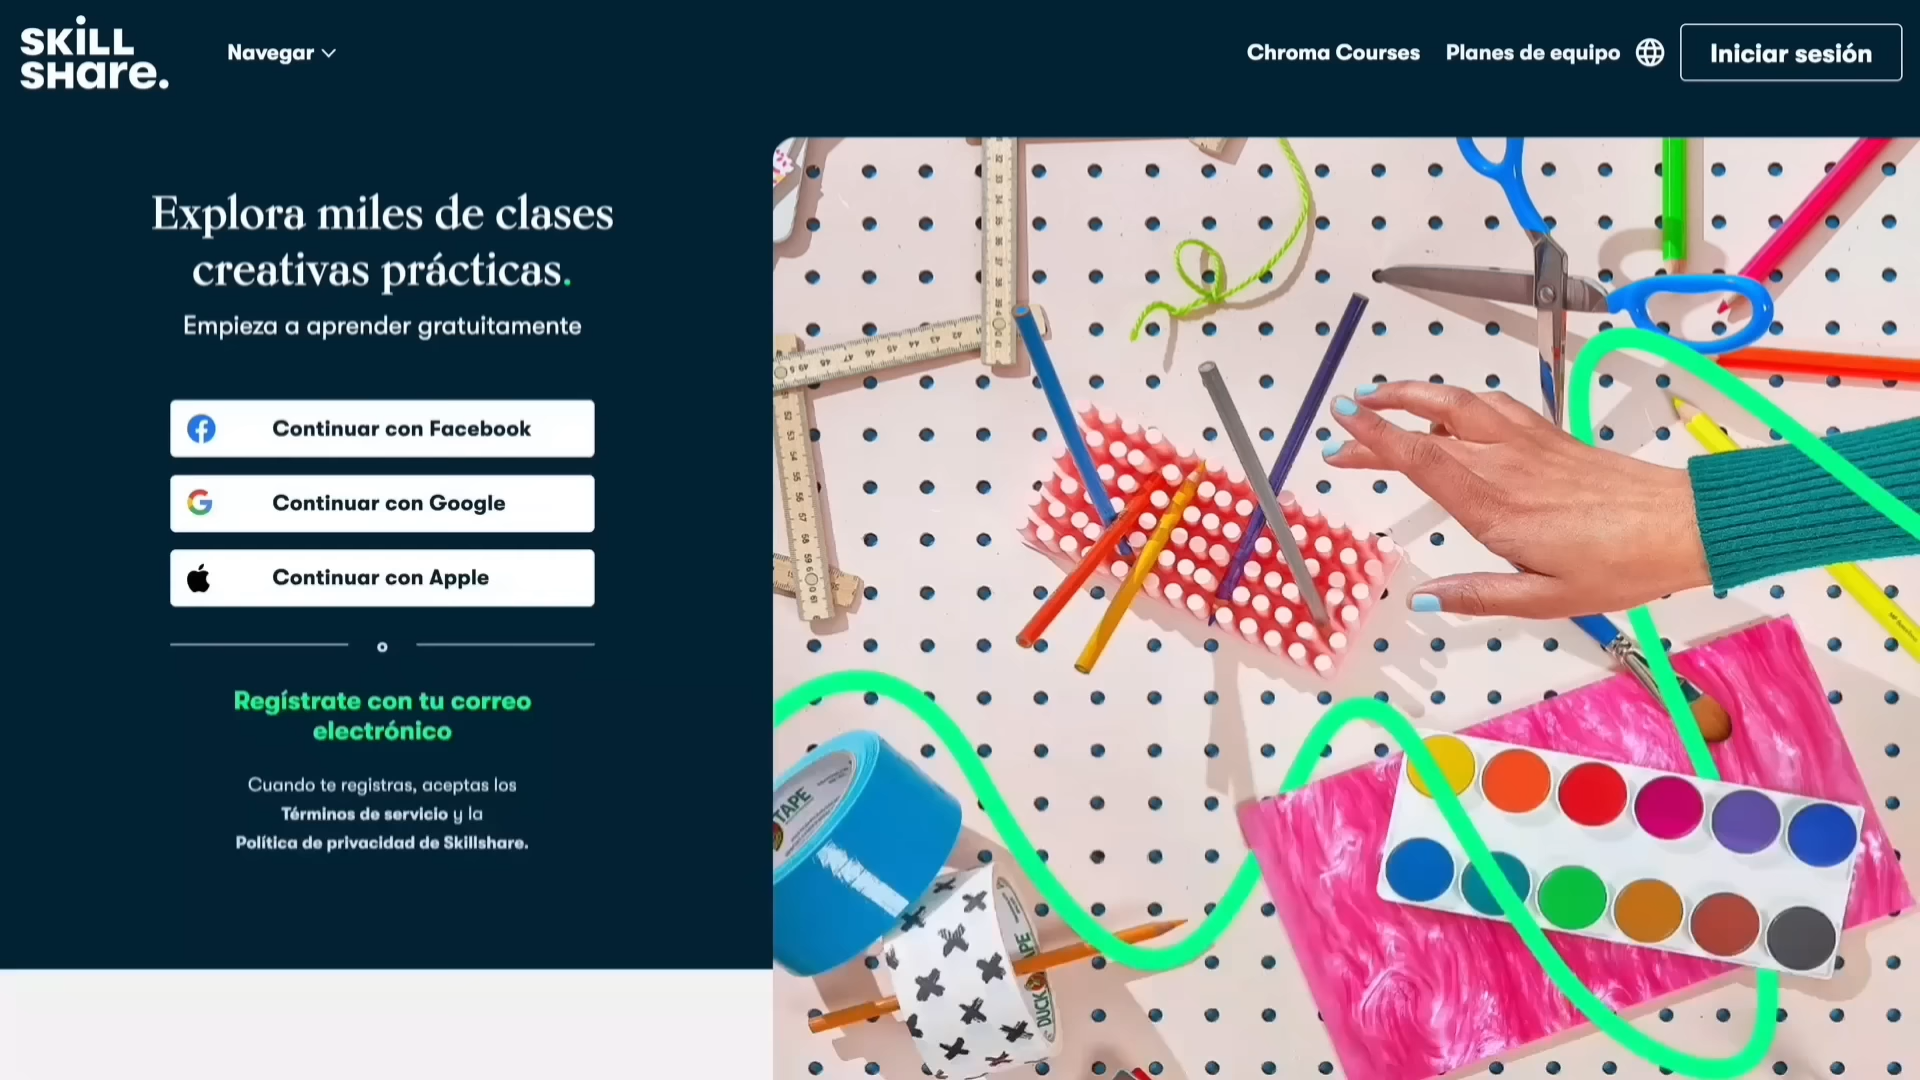 SKILL
SHare.
Navegar
Chroma Courses
Planes de equipo
Iniciar sesión
Explora miles de clases
creativas prácticas.
Empieza a aprender gratuitamente
Continuar con Facebook
Continuar con Google
Continuar con Apple
o
Regístrate con tu correo
electrónico
Cuando te registras, aceptas los
Términos de servicio y la
Política de privacidad de Skillshare.
TAPE
DUCK TAPE